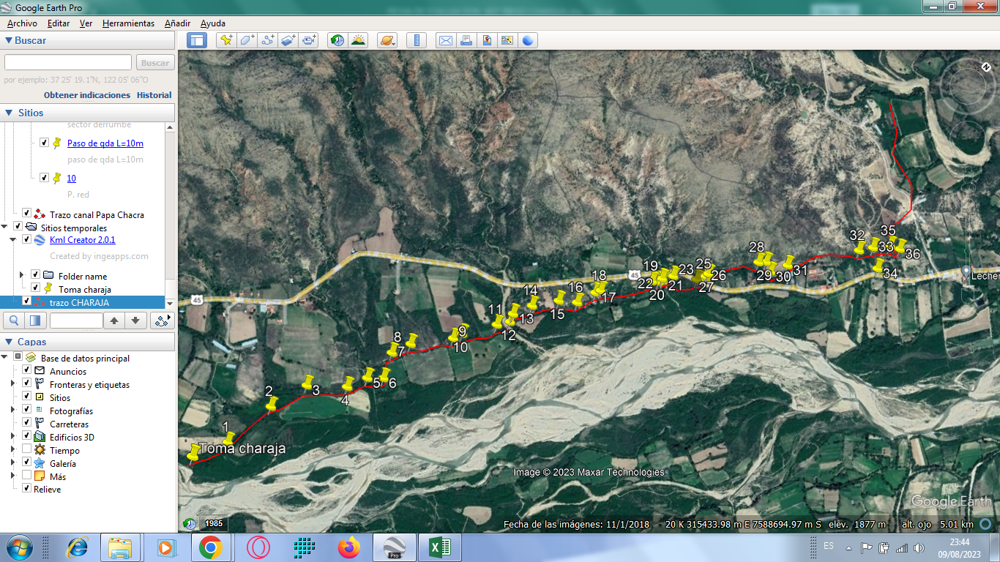 Google Earth Pro
Archivo Editar Ver Herramientas Añadir Ayuda
Buscar
Buscar
por ejemplo: 37 25' 19.1"N, 122 05' 06"O
Obtener indicaciones Historial
Sitios
sector derrumbe
Paso de qda L=10m
paso de qda L=10m
10
P. red
Trazo canal Papa Chacra
Sitios temporales
Kml Creator 2.0.1
Created by ingeapps.com
Folder name
Toma charaja
trazo CHARAJA
Capas
Base de datos principal
Anuncios
Fronteras y etiquetas
Sitios
Fotografías
Carreteras
Edificios 3D
Tiempo
Galería
Más
Relieve
35
32
33
36
28
34
31
29
30
25
19
23
26
45
18
22
21
27
20
16
17
14
45
15
11
13
12
9
8
10
7
5
6
2
3
4
1
Toma charaja
Lecher
Image © 2023 Maxar Technologies
Google Earth
1985
Fecha de las imágenes: 11/1/2018 20 K 315433.98 m E 7588694.97 m S elev. 1877 m alt. ojo 5.01 km
Pro
ES
23:44
09/08/2023